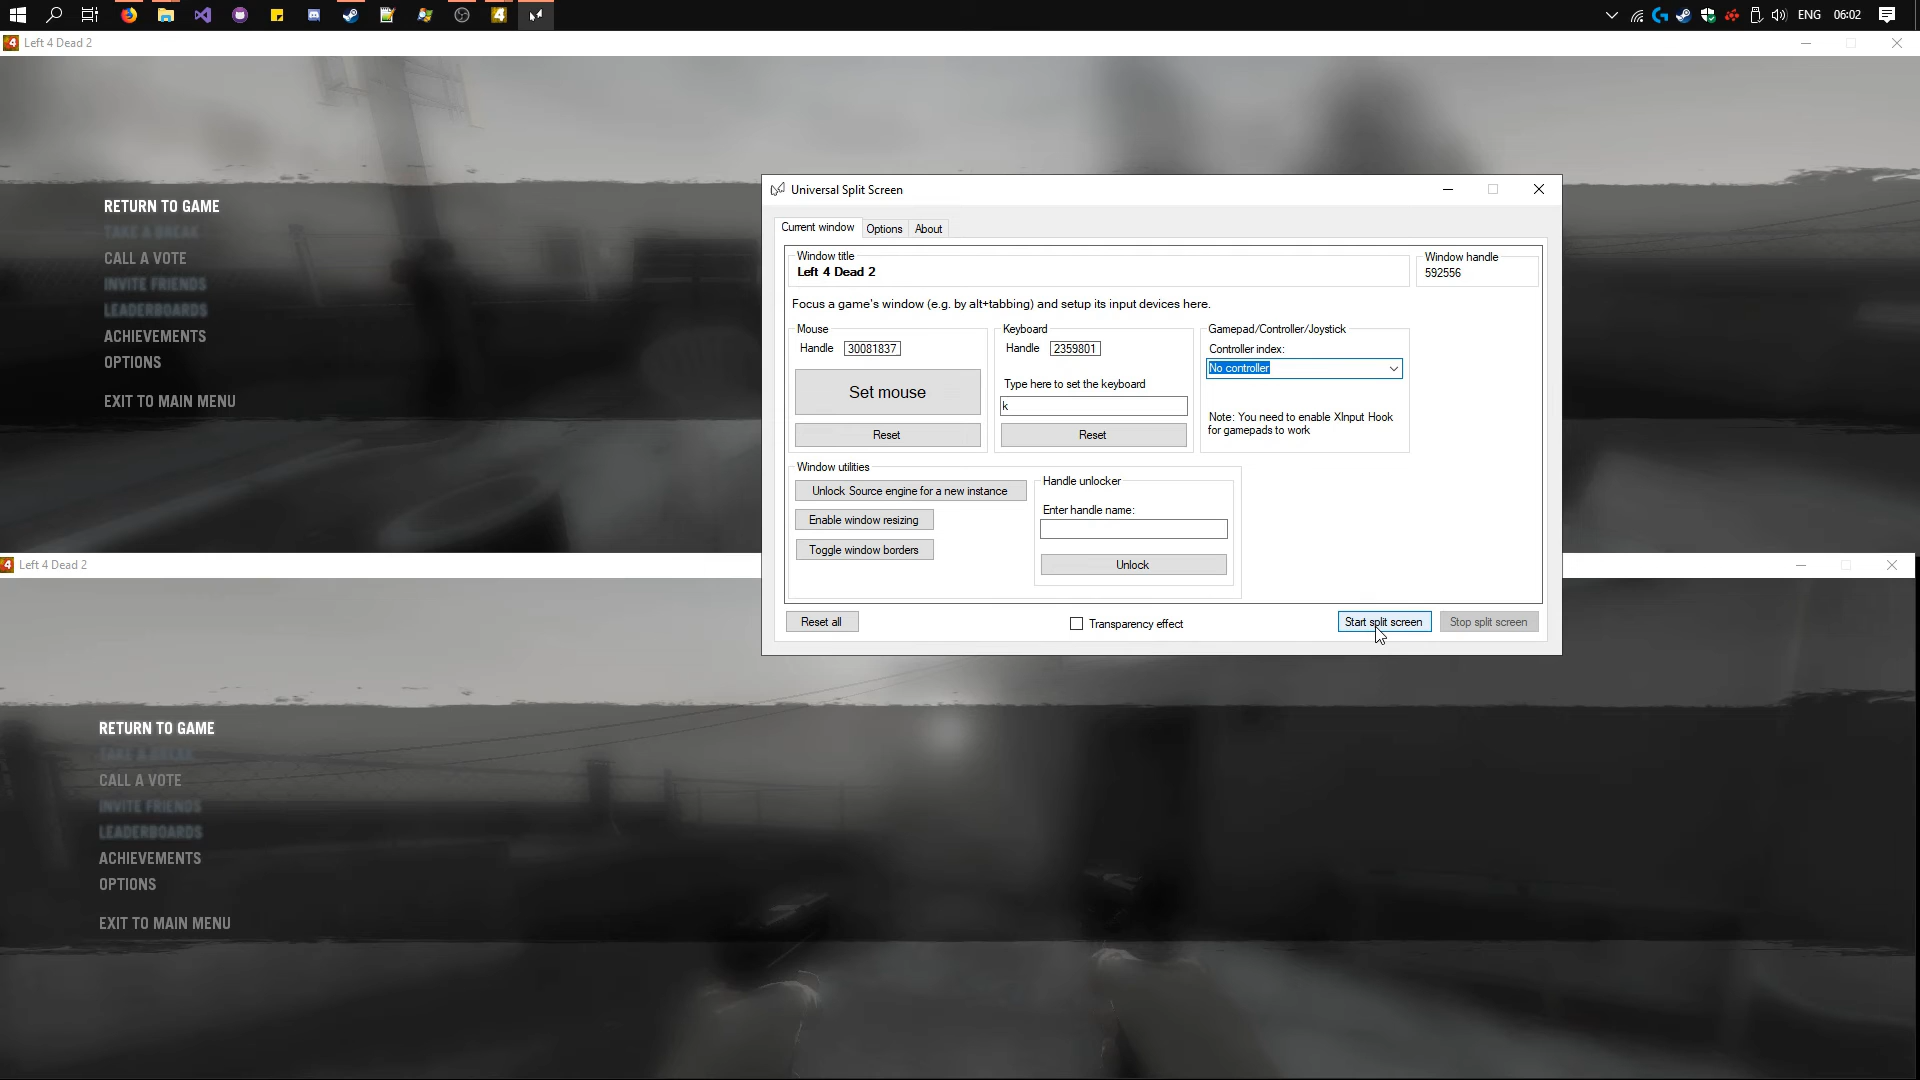 ENG 06:02
Left 4 Dead 2
RETURN TO GAME
TAKE A BREAK
CALL A VOTE
INVITE FRIENDS
LEADERBOARDS
ACHIEVEMENTS
OPTIONS
EXIT TO MAIN MENU
Universal Split Screen
Current window Options About
Window title
Left 4 Dead 2
Window handle
592556
Focus a game's window (e.g. by alt+tabbing) and setup its input devices here.
Mouse
Handle 30081837
Set mouse
Reset
Keyboard
Handle 2359801
Type here to set the keyboard
k
Reset
Gamepad/Controller/Joystick
Controller index:
No controller
Note: You need to enable XInput Hook
for gamepads to work
Window utilities
Unlock Source engine for a new instance
Enable window resizing
Toggle window borders
Handle unlocker
Enter handle name:
Unlock
Reset all
Transparency effect
Start split screen
Stop split screen
Left 4 Dead 2
RETURN TO GAME
TAKE A BREAK
CALL A VOTE
INVITE FRIENDS
LEADERBOARDS
ACHIEVEMENTS
OPTIONS
EXIT TO MAIN MENU